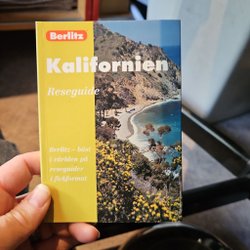 Berlitz
Kalifornien
Reseguide
Berlitz – bäst
i världen på
reseguider
i fickformat